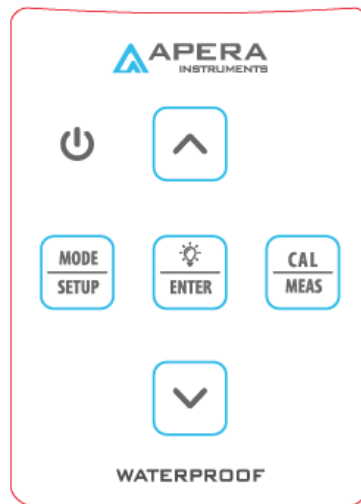 APERA
INSTRUMENTS
MODE
SETUP
ENTER
CAL
MEAS
WATERPROOF